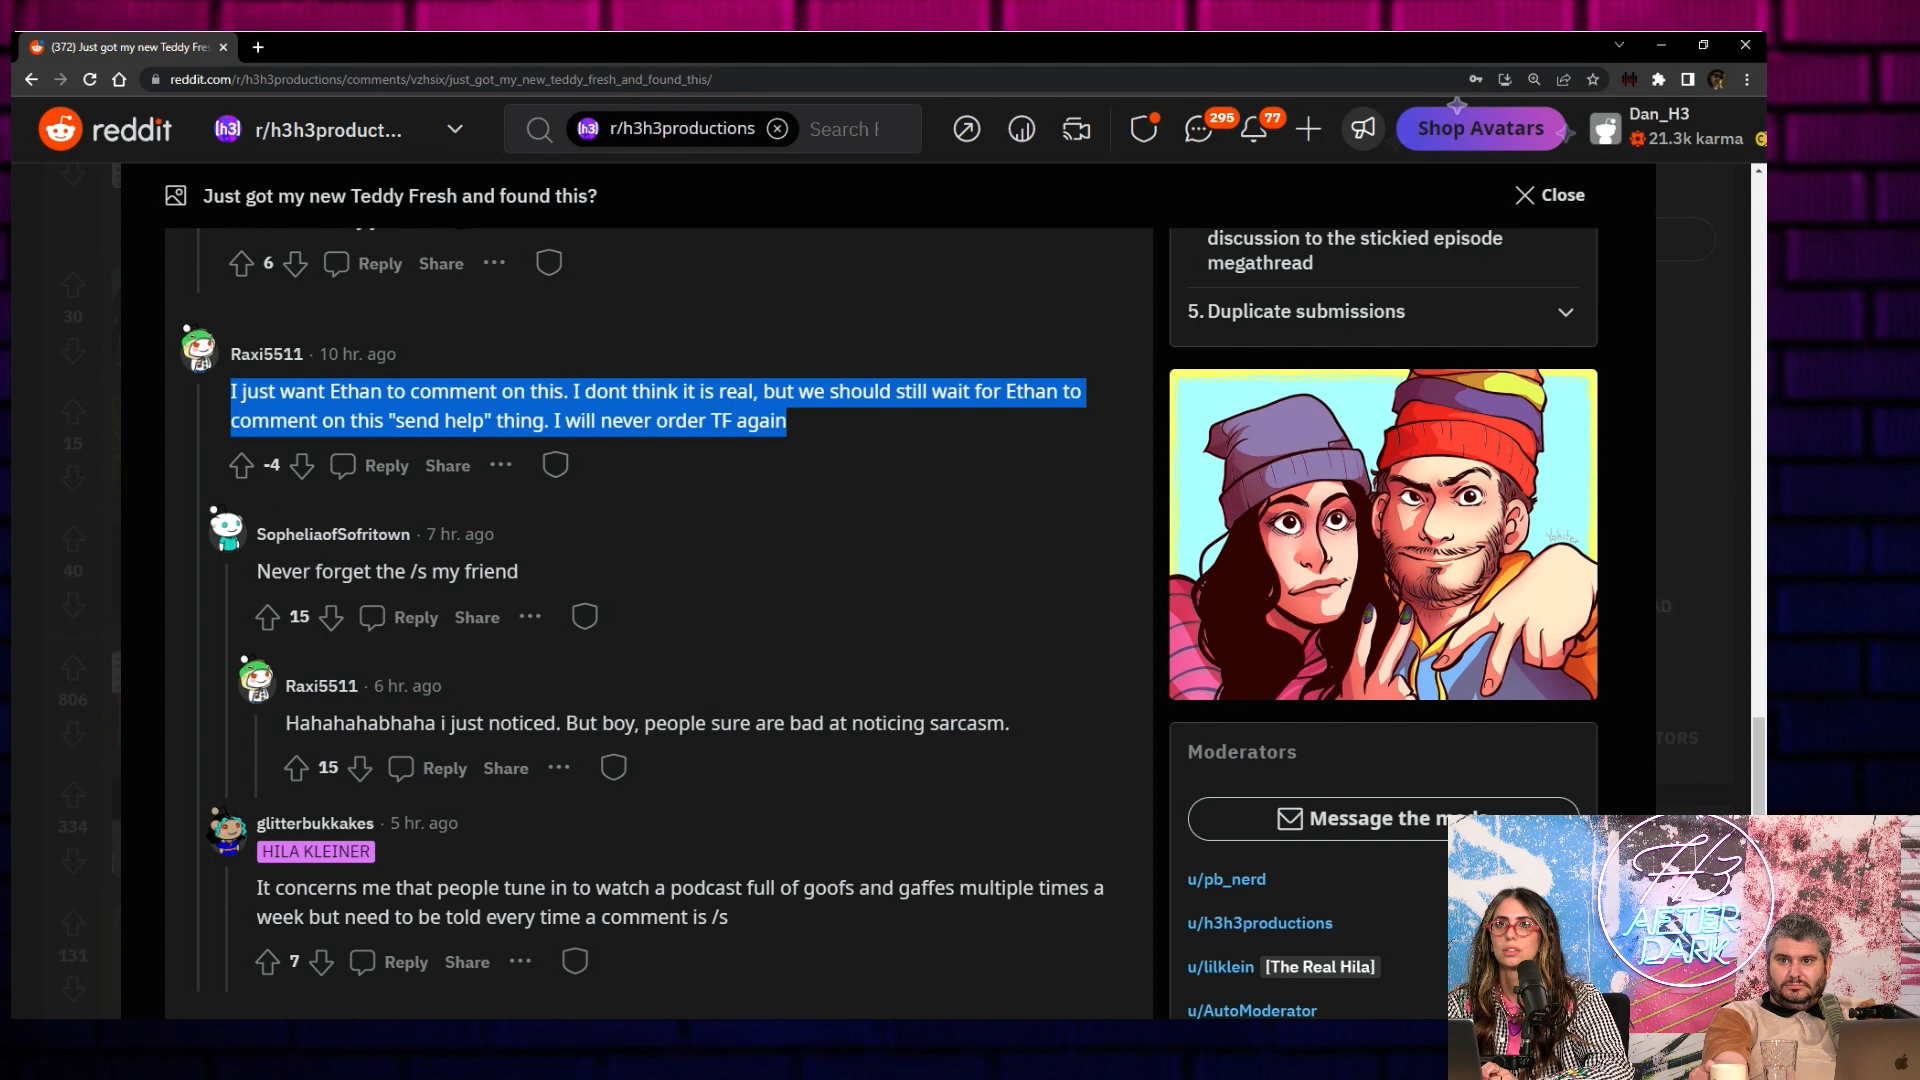 (372) Just got my new Teddy Fre
reddit.com/r/h3h3productions/comments/vzhsix/just_got_my_new_teddy_fresh_and_found_this/
reddit
h3
r/h3h3product...
h3
r/h3h3productions
Search
295
77
Shop Avatars
Dan_H3
21.3k karma
Just got my new Teddy Fresh and found this?
Close
6
Reply
Share
discussion to the stickied episode
megathread
5. Duplicate submissions
30
Raxi5511 · 10 hr. ago
I just want Ethan to comment on this. I dont think it is real, but we should still wait for Ethan to
comment on this "send help" thing. I will never order TF again
15
-4
Reply
Share
SopheliaofSofritown · 7 hr. ago
Never forget the /s my friend
40
15
Reply
Share
Raxi5511 · 6 hr. ago
806
Hahahahabhaha i just noticed. But boy, people sure are bad at noticing sarcasm.
15
Reply
Share
334
glitterbukkakes · 5 hr. ago
HILA KLEINER
It concerns me that people tune in to watch a podcast full of goofs and gaffes multiple times a
week but need to be told every time a comment is /s
131
7
Reply
Share
Yokiter
Moderators
Message the
u/pb_nerd
u/h3h3productions
u/lilklein [The Real Hila]
u/AutoModerator
H3
AFTER
DARK